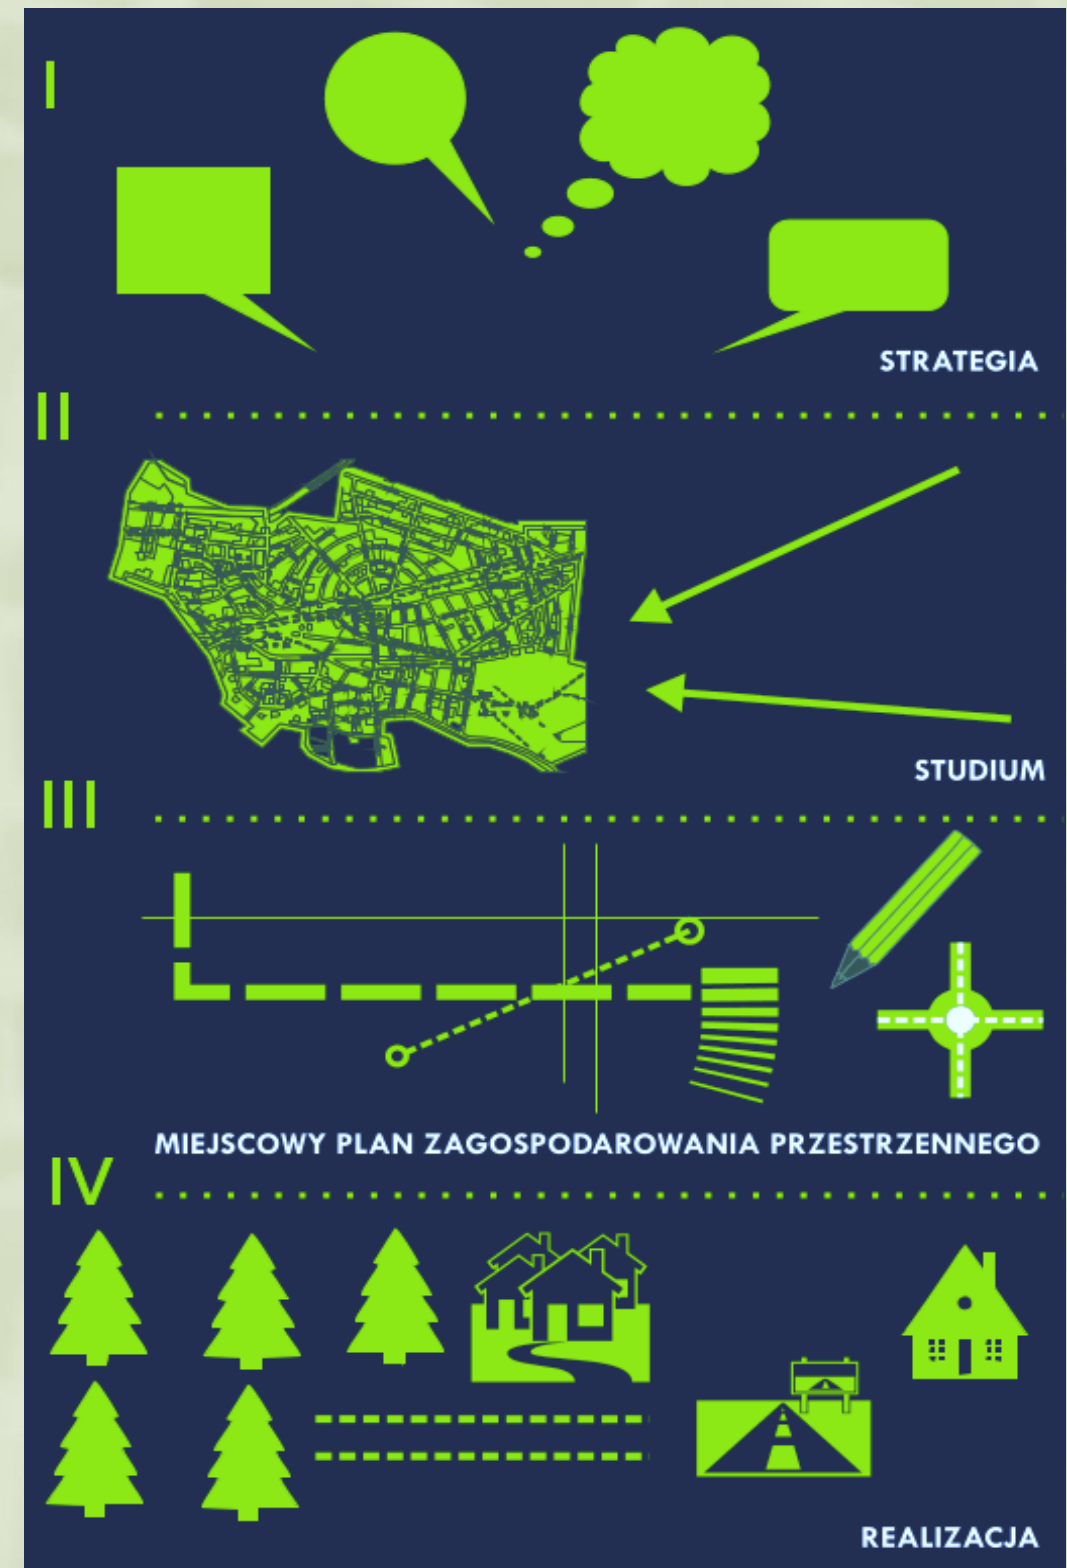 I
STRATEGIA
II
STUDIUM
III
MIEJSCOWY PLAN ZAGOSPODAROWANIA PRZESTRZENNEGO
IV
REALIZACJA